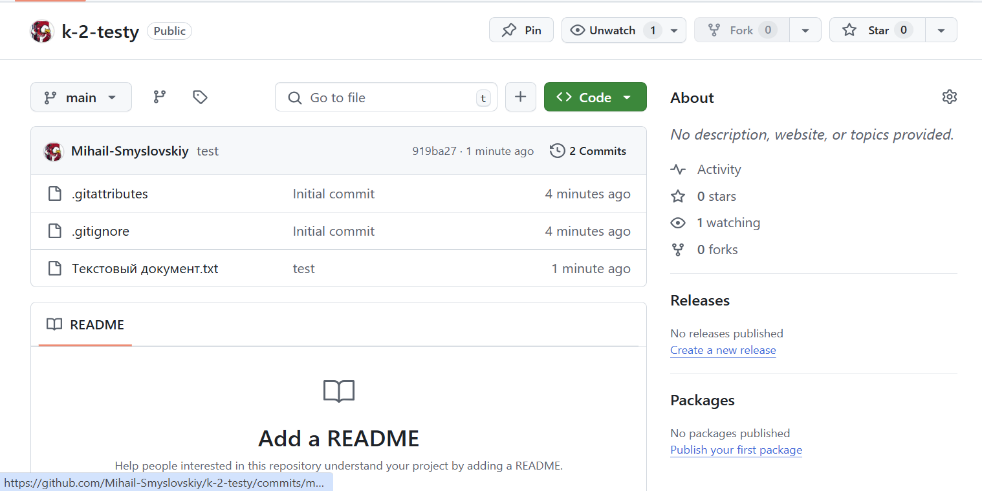 k-2-testy Public Pin Unwatch 1 Fork 0 Star 0
main Go to file t Code
Mihail-Smyslovskiy test 919ba27 · 1 minute ago 2 Commits
.gitattributes Initial commit 4 minutes ago
.gitignore Initial commit 4 minutes ago
Текстовый документ.txt test 1 minute ago
README
Add a README
Help people interested in this repository understand your project by adding a README.
About
No description, website, or topics provided.
Activity
0 stars
1 watching
0 forks
Releases
No releases published
Create a new release
Packages
No packages published
Publish your first package
https://github.com/Mihail-Smyslovskiy/k-2-testy/commits/m...